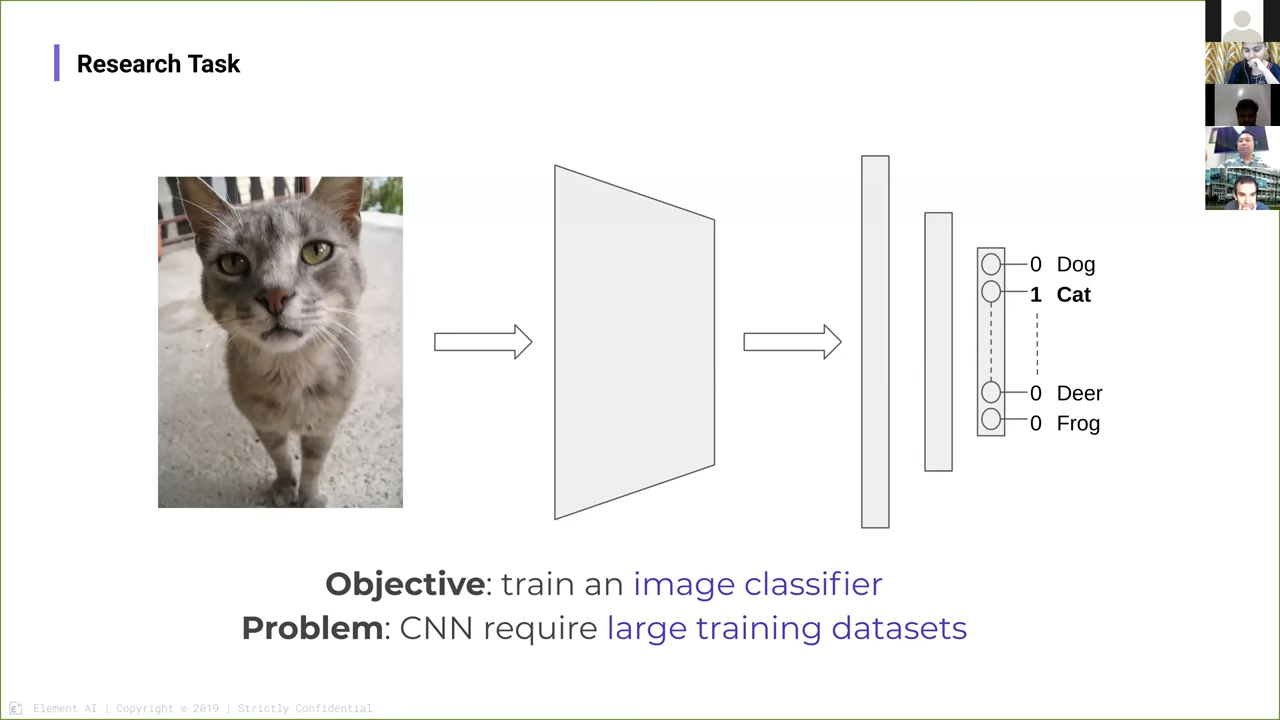 Research Task
0 Dog
1 Cat
0 Deer
0 Frog
Objective: train an image classifier
Problem: CNN require large training datasets
Element AI | Copyright © 2019 | Strictly Confidential